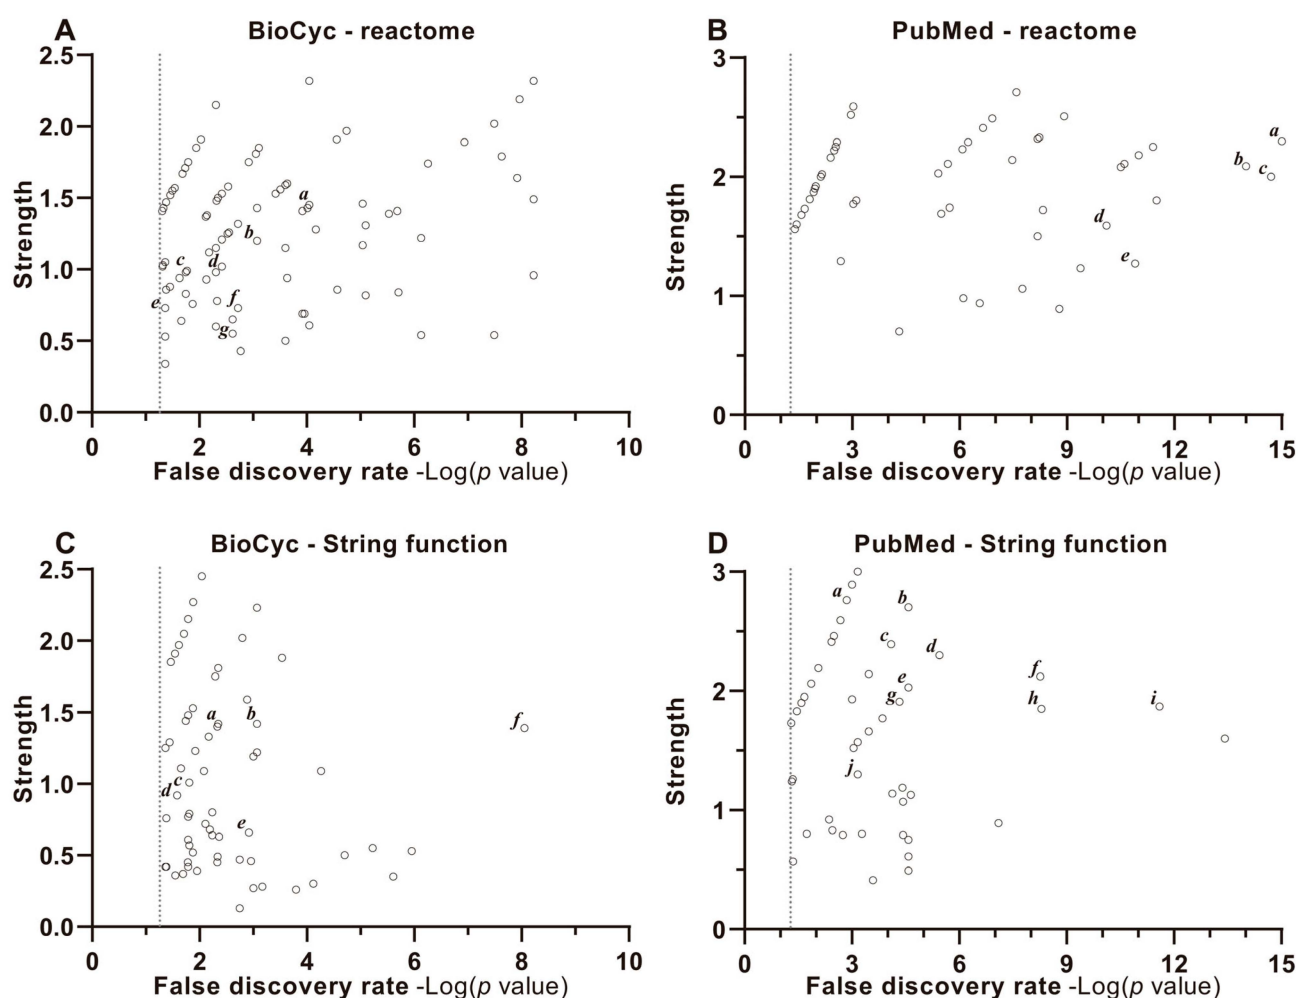 A
BioCyc - reactome
2.5
2.0
1.5
1.0
0.5
0.0
Strength
a
b
c
d
e
f
g
0
2
4
6
8
10
False discovery rate -Log(p value)
B
PubMed - reactome
3
2
1
0
Strength
a
b
c
d
e
0
3
6
9
12
15
False discovery rate -Log(p value)
C
BioCyc - String function
2.5
2.0
1.5
1.0
0.5
0.0
Strength
a
b
f
c
d
e
0
2
4
6
8
10
False discovery rate -Log(p value)
D
PubMed - String function
3
2
1
0
Strength
a
b
c
d
e
f
g
h
i
j
0
3
6
9
12
15
False discovery rate -Log(p value)